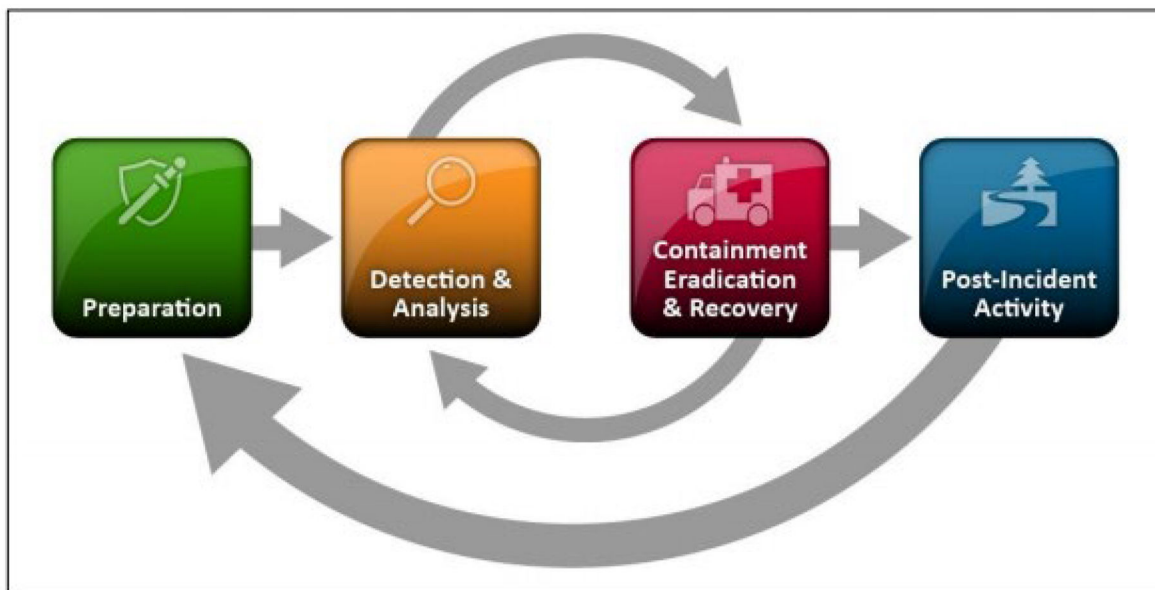 Preparation
Detection &
Analysis
Containment
Eradication
& Recovery
Post-Incident
Activity